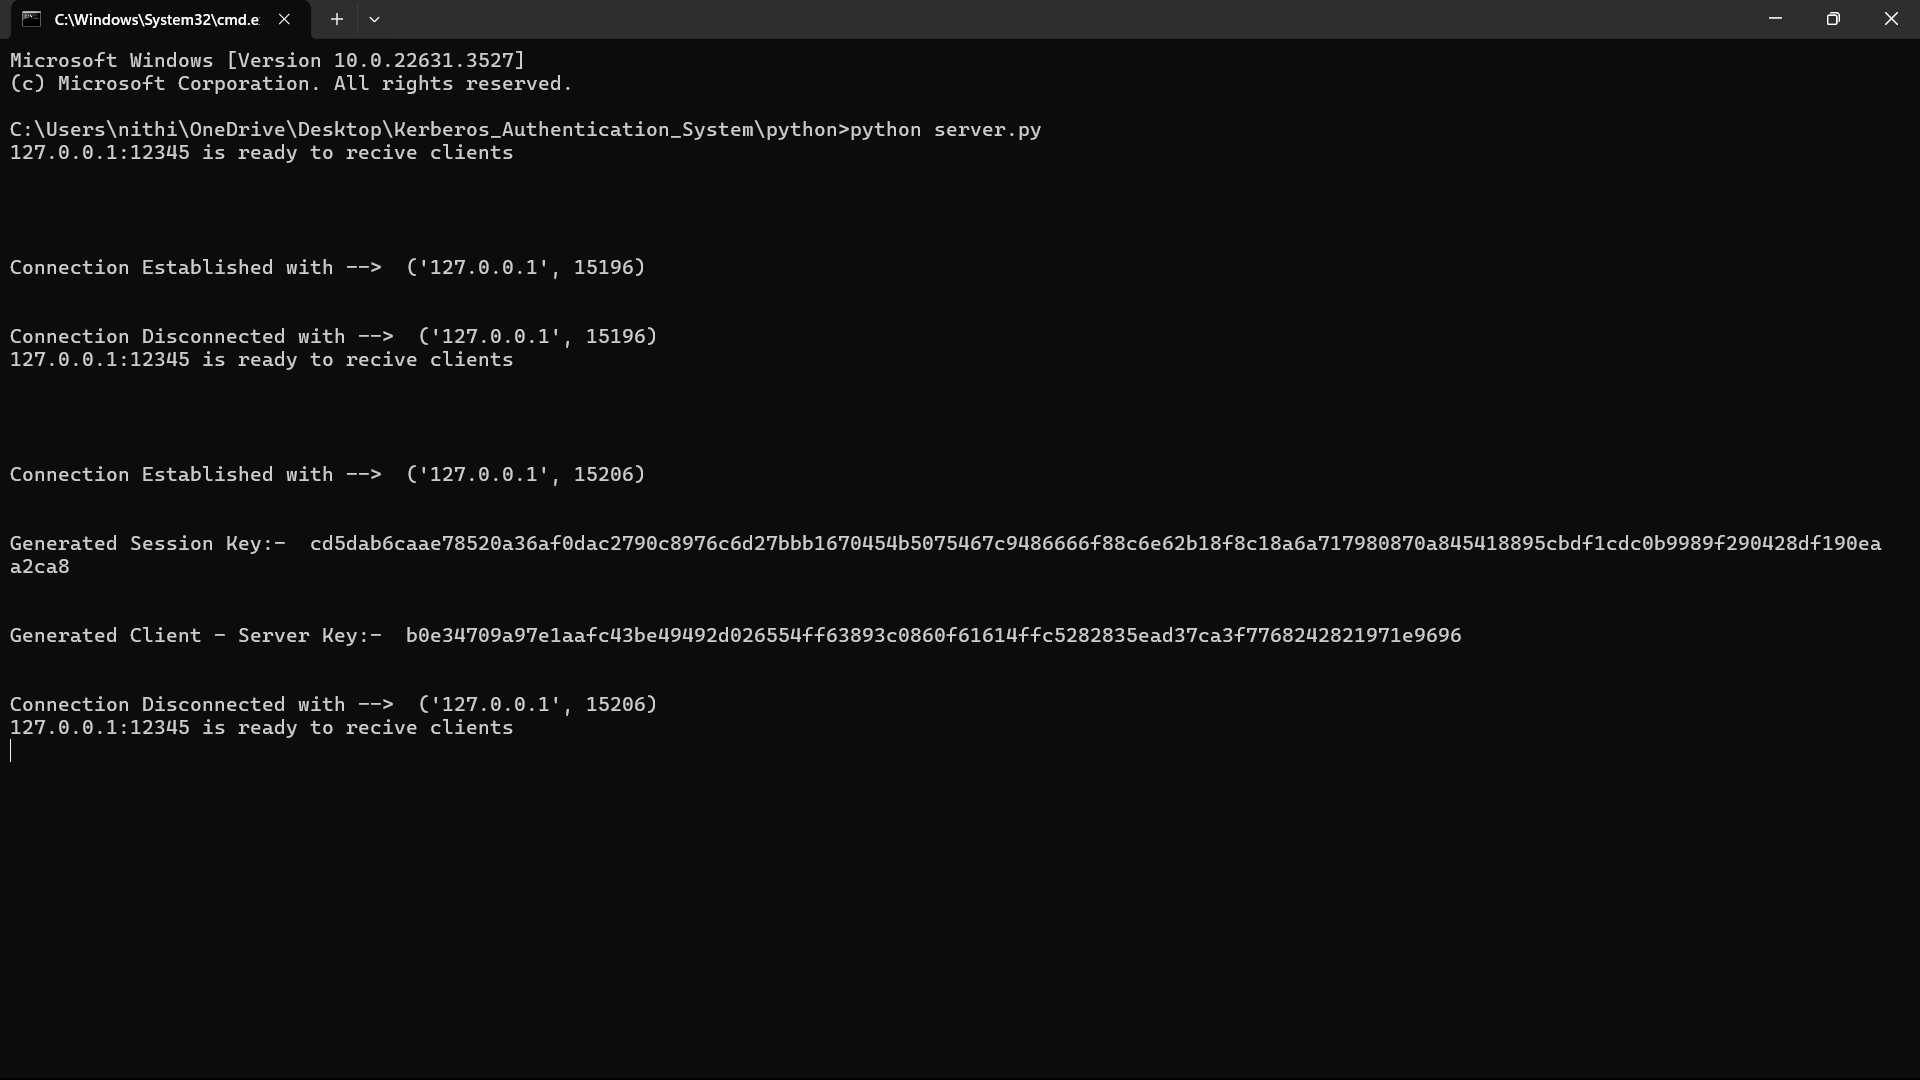 C:\Windows\System32\cmd.e
Microsoft Windows [Version 10.0.22631.3527]
(c) Microsoft Corporation. All rights reserved.
C:\Users\nithi\OneDrive\Desktop\Kerberos_Authentication_System\python>python server.py
127.0.0.1:12345 is ready to recive clients
Connection Established with -->  ('127.0.0.1', 15196)
Connection Disconnected with -->  ('127.0.0.1', 15196)
127.0.0.1:12345 is ready to recive clients
Connection Established with -->  ('127.0.0.1', 15206)
Generated Session Key:-  cd5dab6caae78520a36af0dac2790c8976c6d27bbb1670454b5075467c9486666f88c6e62b18f8c18a6a717980870a845418895cbdf1cdc0b9989f290428df190ea
a2ca8
Generated Client - Server Key:-  b0e34709a97e1aafc43be49492d026554ff63893c0860f61614ffc5282835ead37ca3f7768242821971e9696
Connection Disconnected with -->  ('127.0.0.1', 15206)
127.0.0.1:12345 is ready to recive clients